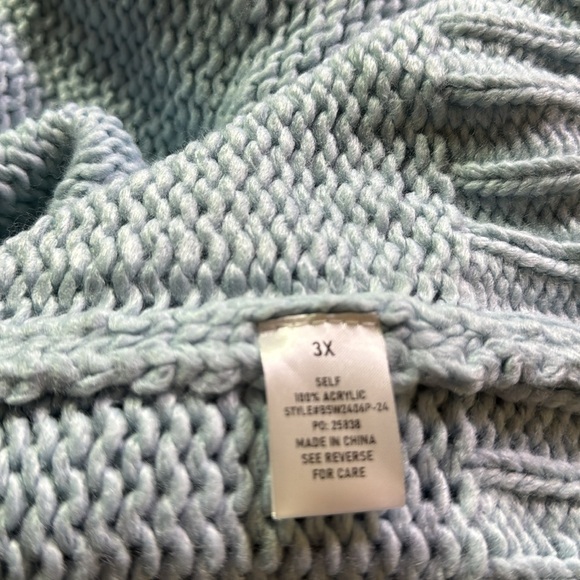 3X
SELF
100% ACRYLIC
STYLE#BSW2406P-24
PO: 25838
MADE IN CHINA
SEE REVERSE
FOR CARE